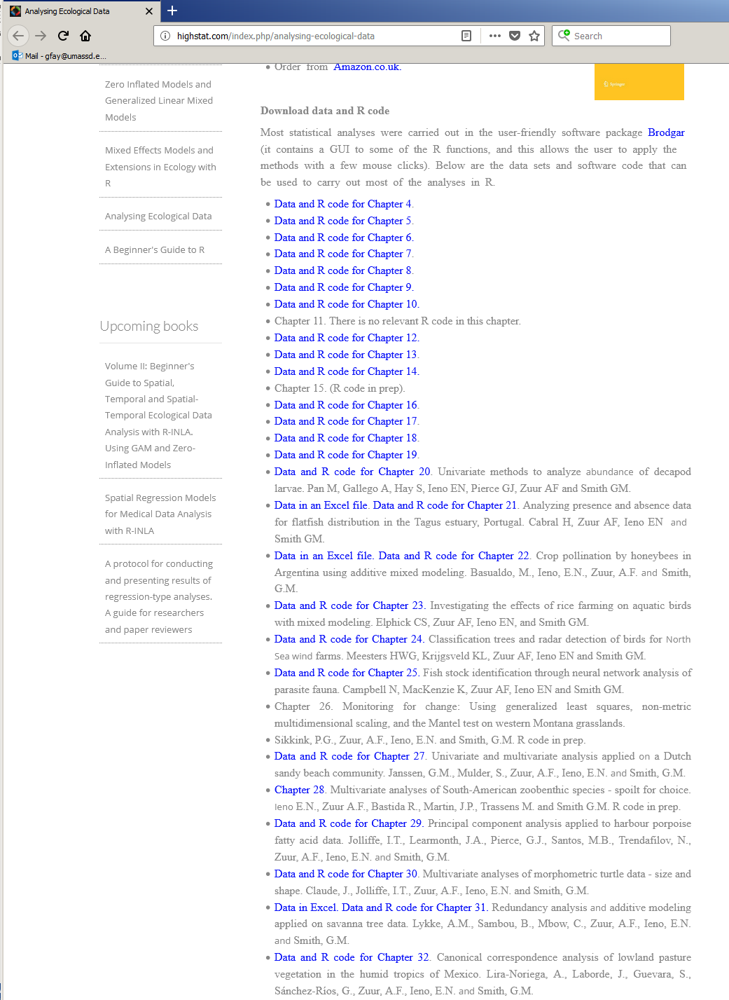 Analysing Ecological Data
highstat.com/index.php/analysing-ecological-data
Search
Mail - gfay@umassd.e...
Zero Inflated Models and
Generalized Linear Mixed
Models
Mixed Effects Models and
Extensions in Ecology with
R
Analysing Ecological Data
A Beginner's Guide to R
Upcoming books
Volume II: Beginner's
Guide to Spatial,
Temporal and Spatial-
Temporal Ecological Data
Analysis with R-INLA.
Using GAM and Zero-
Inflated Models
Spatial Regression Models
for Medical Data Analysis
with R-INLA
A protocol for conducting
and presenting results of
regression-type analyses.
A guide for researchers
and paper reviewers
• Order from Amazon.co.uk.
Springer
Download data and R code
Most statistical analyses were carried out in the user-friendly software package Brodgar
(it contains a GUI to some of the R functions, and this allows the user to apply the
methods with a few mouse clicks). Below are the data sets and software code that can
be used to carry out most of the analyses in R.
• Data and R code for Chapter 4.
• Data and R code for Chapter 5.
• Data and R code for Chapter 6.
• Data and R code for Chapter 7.
• Data and R code for Chapter 8.
• Data and R code for Chapter 9.
• Data and R code for Chapter 10.
• Chapter 11. There is no relevant R code in this chapter.
• Data and R code for Chapter 12.
• Data and R code for Chapter 13.
• Data and R code for Chapter 14.
• Chapter 15. (R code in prep).
• Data and R code for Chapter 16.
• Data and R code for Chapter 17.
• Data and R code for Chapter 18.
• Data and R code for Chapter 19.
• Data and R code for Chapter 20. Univariate methods to analyze abundance of decapod
larvae. Pan M, Gallego A, Hay S, Ieno EN, Pierce GJ, Zuur AF and Smith GM.
• Data in an Excel file. Data and R code for Chapter 21. Analyzing presence and absence data
for flatfish distribution in the Tagus estuary, Portugal. Cabral H, Zuur AF, Ieno EN and
Smith GM.
• Data in an Excel file. Data and R code for Chapter 22. Crop pollination by honeybees in
Argentina using additive mixed modeling. Basualdo, M., Ieno, E.N., Zuur, A.F. and Smith,
G.M.
• Data and R code for Chapter 23. Investigating the effects of rice farming on aquatic birds
with mixed modeling. Elphick CS, Zuur AF, Ieno EN, and Smith GM.
• Data and R code for Chapter 24. Classification trees and radar detection of birds for North
Sea wind farms. Meesters HWG, Krijgsveld KL, Zuur AF, Ieno EN and Smith GM.
• Data and R code for Chapter 25. Fish stock identification through neural network analysis of
parasite fauna. Campbell N, MacKenzie K, Zuur AF, Ieno EN and Smith GM.
• Chapter 26. Monitoring for change: Using generalized least squares, non-metric
multidimensional scaling, and the Mantel test on western Montana grasslands.
• Sikkink, P.G., Zuur, A.F., Ieno, E.N. and Smith, G.M. R code in prep.
• Data and R code for Chapter 27. Univariate and multivariate analysis applied on a Dutch
sandy beach community. Janssen, G.M., Mulder, S., Zuur, A.F., Ieno, E.N. and Smith, G.M.
• Chapter 28. Multivariate analyses of South-American zoobenthic species - spoilt for choice.
Ieno E.N., Zuur A.F., Bastida R., Martin, J.P., Trassens M. and Smith G.M. R code in prep.
• Data and R code for Chapter 29. Principal component analysis applied to harbour porpoise
fatty acid data. Jolliffe, I.T., Learmonth, J.A., Pierce, G.J., Santos, M.B., Trendafilov, N.,
Zuur, A.F., Ieno, E.N. and Smith, G.M.
• Data and R code for Chapter 30. Multivariate analyses of morphometric turtle data - size and
shape. Claude, J., Jolliffe, I.T., Zuur, A.F., Ieno, E.N. and Smith, G.M.
• Data in Excel. Data and R code for Chapter 31. Redundancy analysis and additive modeling
applied on savanna tree data. Lykke, A.M., Sambou, B., Mbow, C., Zuur, A.F., Ieno, E.N.
and Smith, G.M.
• Data and R code for Chapter 32. Canonical correspondence analysis of lowland pasture
vegetation in the humid tropics of Mexico. Lira-Noriega, A., Laborde, J., Guevara, S.,
Sánchez-Ríos, G., Zuur, A.F., Ieno, E.N. and Smith, G.M.